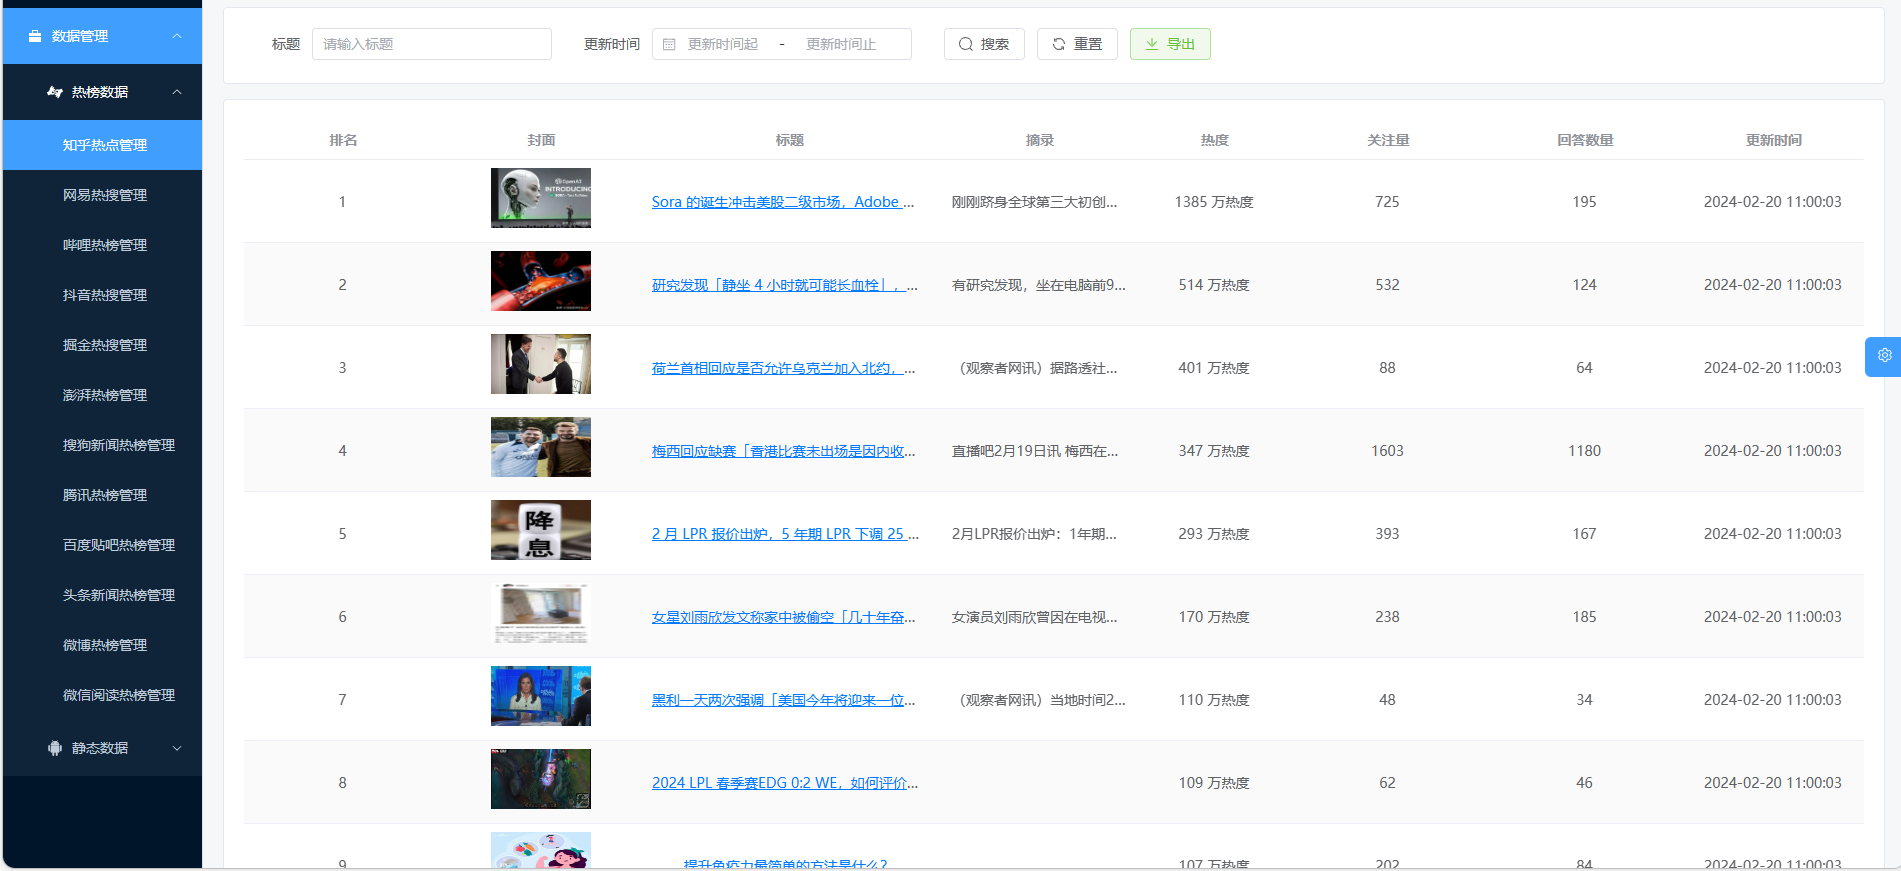 数据管理
热榜数据
知乎热点管理
网易热搜管理
哔哩热榜管理
抖音热搜管理
掘金热搜管理
澎湃热榜管理
搜狗新闻热榜管理
腾讯热榜管理
百度贴吧热榜管理
头条新闻热榜管理
微博热榜管理
微信阅读热榜管理
静态数据
标题 请输入标题 更新时间 更新时间起 - 更新时间止 搜索 重置 导出
排名 封面 标题 摘录 热度 关注量 回答数量 更新时间
OpenAI
INTRODUCING
1 Sora 的诞生冲击美股二级市场，Adobe ... 刚刚跻身全球第三大初创... 1385 万热度 725 195 2024-02-20 11:00:03
2 研究发现「静坐 4 小时就可能长血栓」，... 有研究发现，坐在电脑前9... 514 万热度 532 124 2024-02-20 11:00:03
3 荷兰首相回应是否允许乌克兰加入北约，... （观察者网讯）据路透社... 401 万热度 88 64 2024-02-20 11:00:03
4 梅西回应缺赛「香港比赛未出场是因内收... 直播吧2月19日讯 梅西在... 347 万热度 1603 1180 2024-02-20 11:00:03
降
息
5 2 月 LPR 报价出炉，5 年期 LPR 下调 25 ... 2月LPR报价出炉：1年期... 293 万热度 393 167 2024-02-20 11:00:03
6 女星刘雨欣发文称家中被偷空「几十年奋... 女演员刘雨欣曾因在电视... 170 万热度 238 185 2024-02-20 11:00:03
7 黑利一天两次强调「美国今年将迎来一位... （观察者网讯）当地时间2... 110 万热度 48 34 2024-02-20 11:00:03
8 2024 LPL 春季赛EDG 0:2 WE，如何评价... 109 万热度 62 46 2024-02-20 11:00:03
9 提升免疫力最简单的方法是什么？ 107 万热度 202 84 2024-02-20 11:00:03